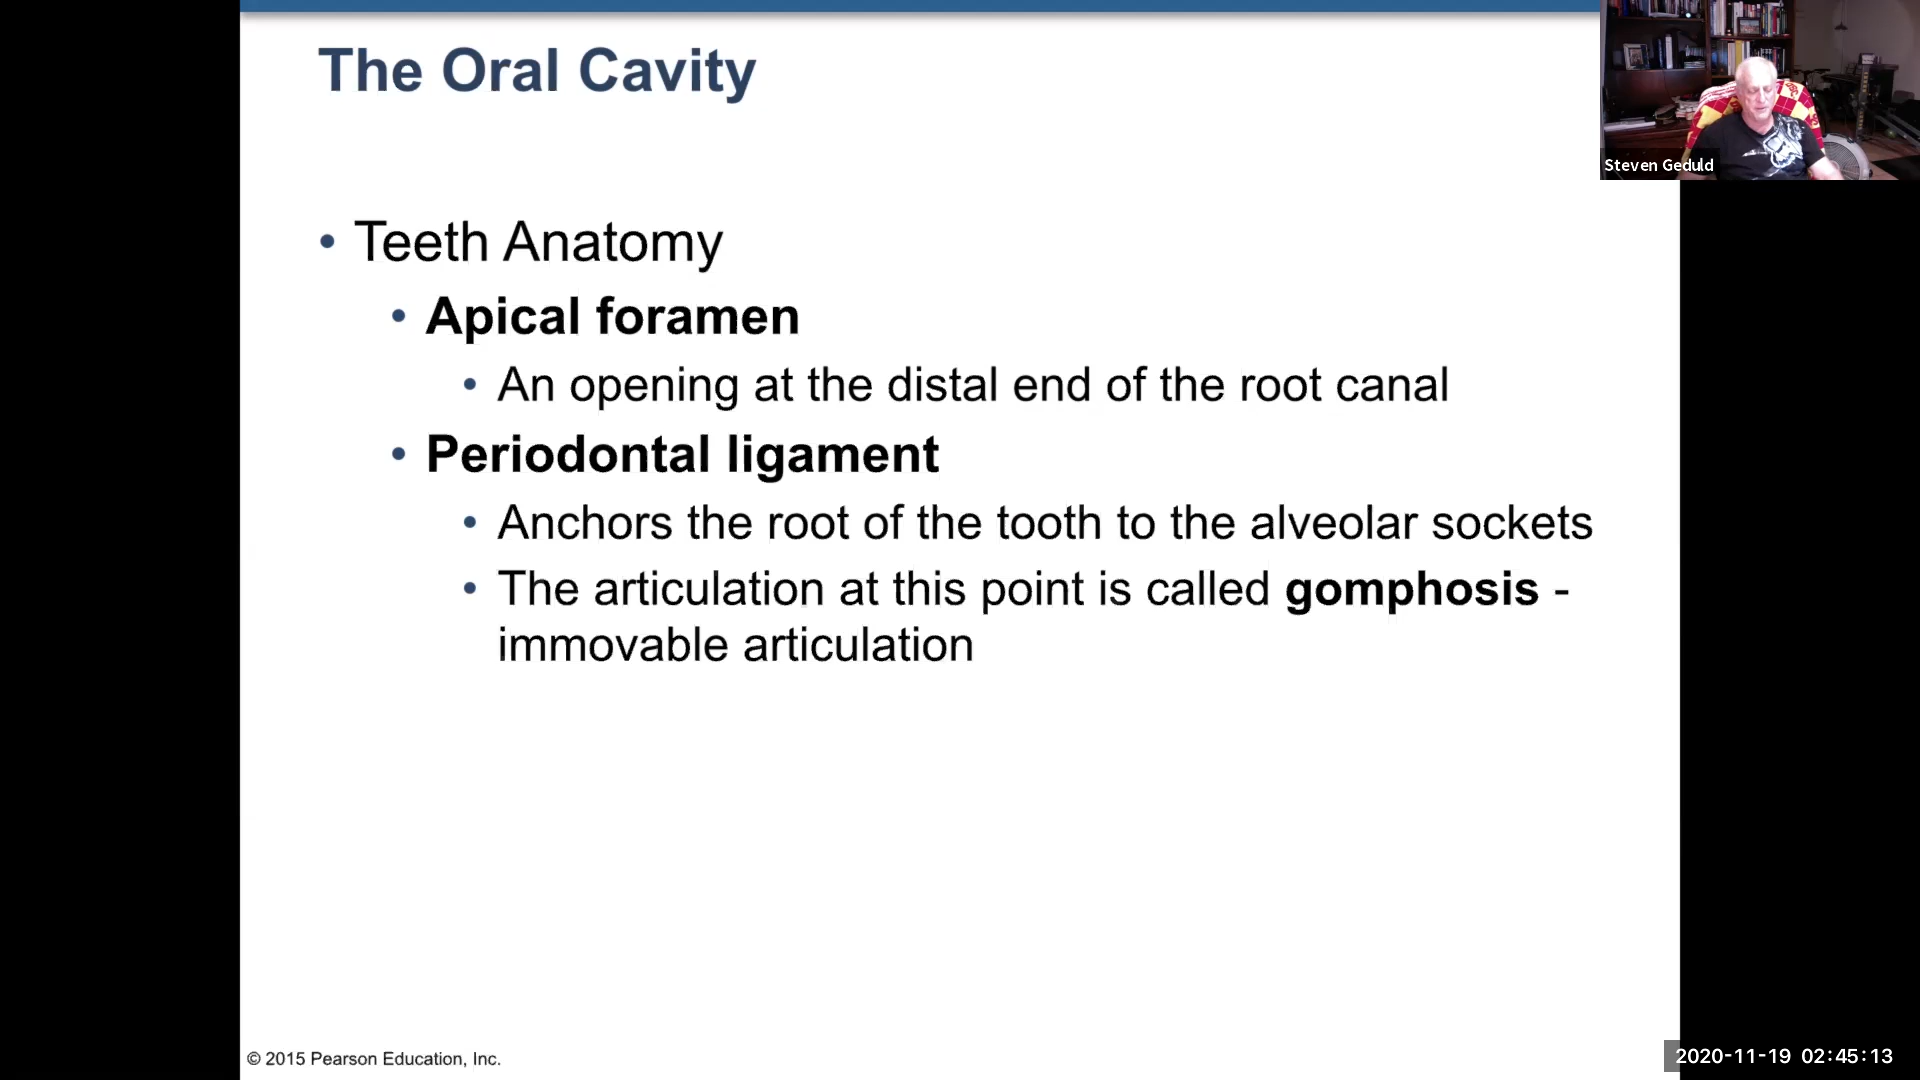 The Oral Cavity
Steven Geduld
• Teeth Anatomy
• Apical foramen
• An opening at the distal end of the root canal
• Periodontal ligament
• Anchors the root of the tooth to the alveolar sockets
• The articulation at this point is called gomphosis -
immovable articulation
© 2015 Pearson Education, Inc.
2020-11-19 02:45:13